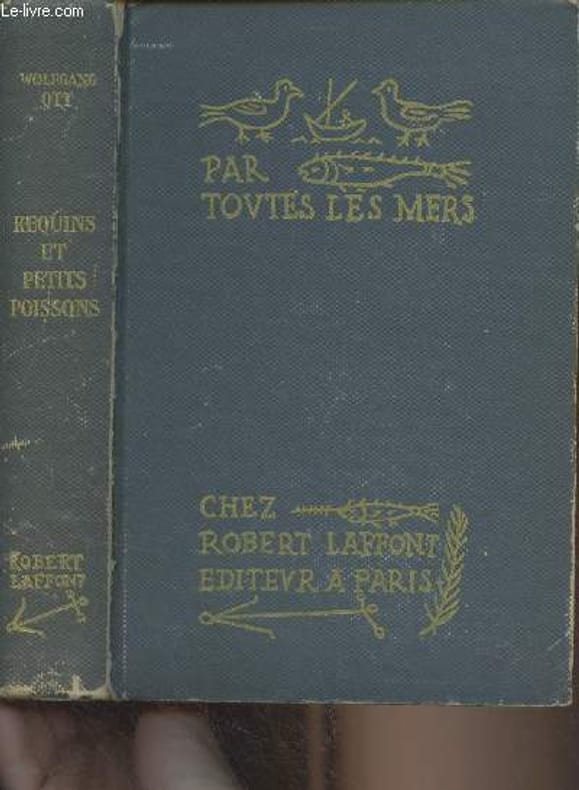 Le-livre.com
WOLFGANG
OTT
REQUINS
ET
PETITS
POISSONS
ROBERT
LAFFONT
PAR
TOVTES LES MERS
CHEZ
ROBERT LAFFONT
EDITEVR A PARIS